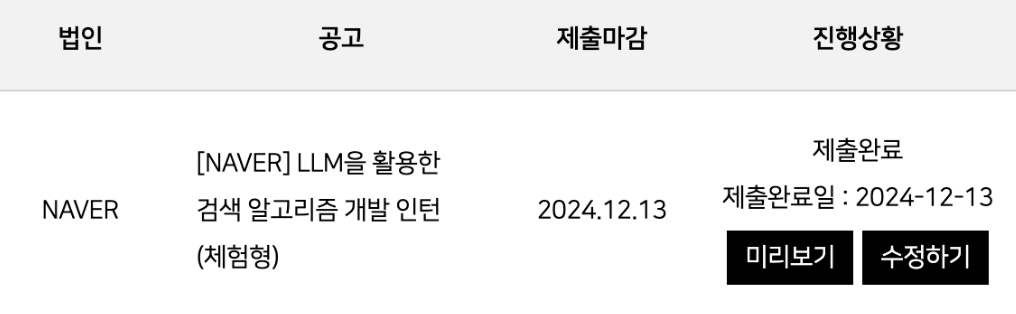 법인 공고 제출마감 진행상황
제출완료
[NAVER] LLM을 활용한
제출완료일 : 2024-12-13
NAVER 검색 알고리즘 개발 인턴 2024.12.13
(체험형)
미리보기 수정하기